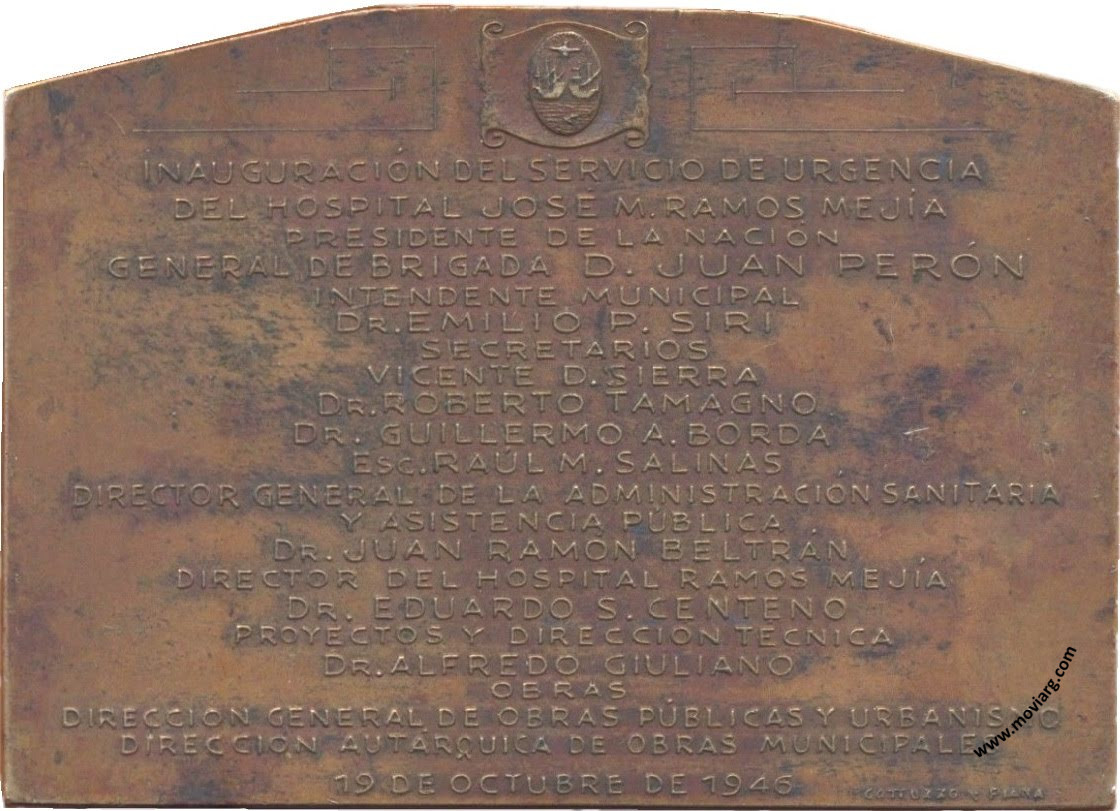 INAUGURACIÓN DEL SERVICIO DE URGENCIA
DEL HOSPITAL JOSÉ M. RAMOS MEJÍA
PRESIDENTE DE LA NACIÓN
GENERAL DE BRIGADA D. JUAN PERÓN
INTENDENTE MUNICIPAL
DR. EMILIO P. SIRI
SECRETARIOS
VICENTE D. SIERRA
DR. ROBERTO TAMAGNO
DR. GUILLERMO A. BORDA
ESC. RAÚL M. SALINAS
DIRECTOR GENERAL DE LA ADMINISTRACIÓN SANITARIA
Y ASISTENCIA PÚBLICA
DR. JUAN RAMÓN BELTRÁN
DIRECTOR DEL HOSPITAL RAMOS MEJÍA
DR. EDUARDO S. CENTENO
PROYECTOS Y DIRECCIÓN TÉCNICA
DR. ALFREDO GIULIANO
OBRAS
DIRECCIÓN GENERAL DE OBRAS PÚBLICAS Y URBANISMO
DIRECCIÓN AUTÁRQUICA DE OBRAS MUNICIPALES
19 DE OCTUBRE DE 1946
GOTTUZZO Y PIANA
www.moviarg.com